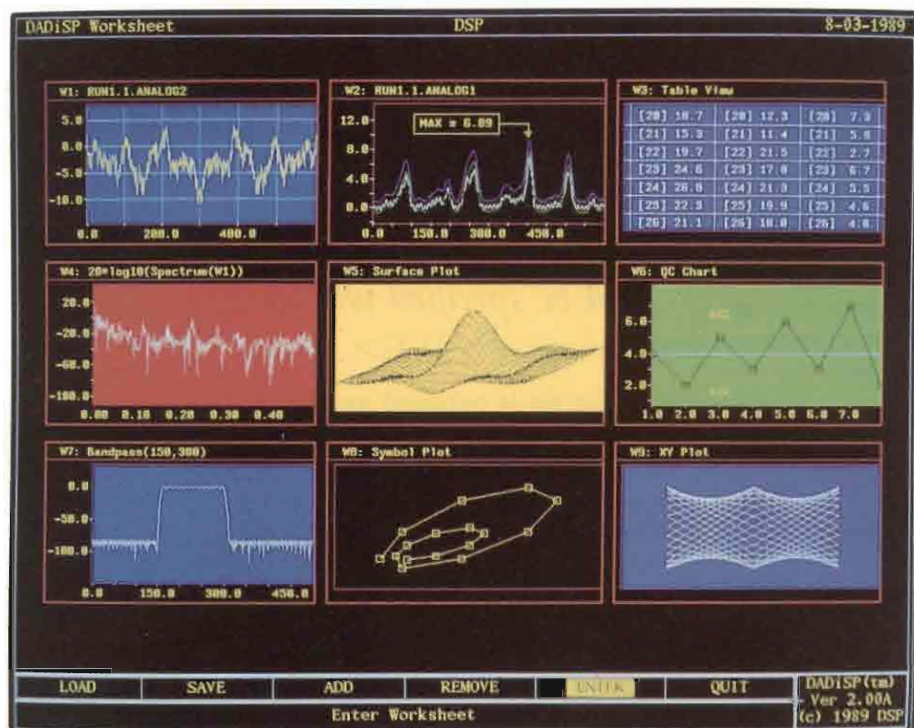 DADiSP Worksheet DSP 8-03-1989
W1: RUN1.1.ANALOG2
5.0
0.0
-5.0
-10.0
0.0 200.0 400.0
W2: RUN1.1.ANALOG1
12.0
8.0
4.0
0.0
MAX = 6.89
0.0 150.0 300.0 450.0
W3: Table View
[20] 18.7 [20] 12.3 [20] 7.3
[21] 15.3 [21] 11.4 [21]
[22] 19.7 [22] 21.5 [22] 2.7
[23] 24.6 [23] 17.8 [23] 6.7
[24] 26.8 [24] 21.3 [24] 3.5
[25] 22.3 [25] 19.9 [25] 4.6
[26] 21.1 [26] 18.0 [26] 4.8
W4: 20*log10(Spectrum(W1))
20.0
-20.0
-60.0
-100.0
0.00 0.10 0.20 0.30 0.40
W5: Surface Plot
W6: QC Chart
6.0
4.0
2.0
1.0 2.0 3.0 4.0 5.0 6.0 7.0
W7: Bandpass(150,300)
0.0
-50.0
-100.0
0.0 150.0 300.0 450.0
W8: Symbol Plot
W9: XY Plot
LOAD SAVE ADD REMOVE ENTER QUIT
Enter Worksheet
DADiSP(tm)
Ver 2.00A
(c) 1989 DSP